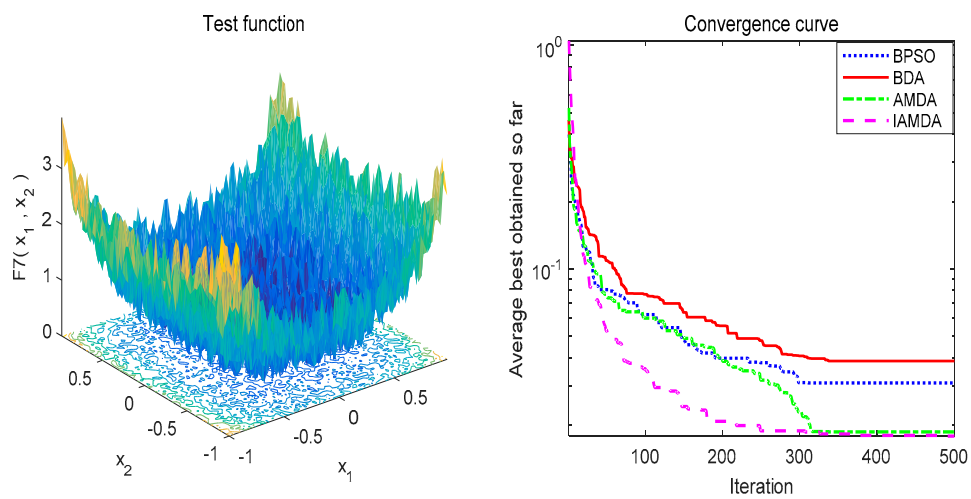 Test function
F7( x1 , x2 )
3
2
1
0
0.5
0
-0.5
-1
x2
-1
-0.5
0
0.5
x1
Convergence curve
Average best obtained so far
10^0
10^-1
BPSO
BDA
AMDA
IAMDA
100
200
300
400
500
Iteration